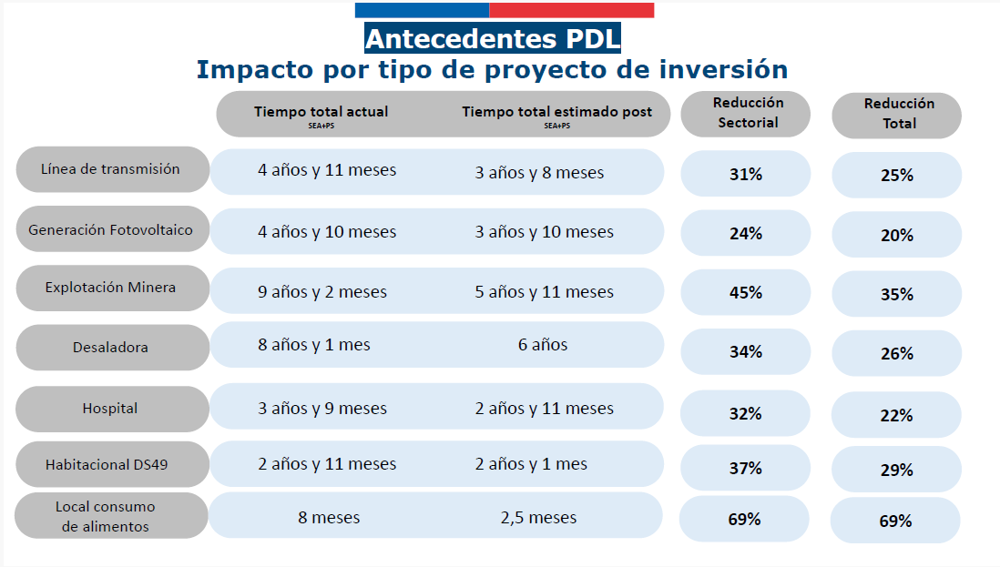 Antecedentes PDL
Impacto por tipo de proyecto de inversión
Tiempo total actual
SEA+PS
Tiempo total estimado post
SEA+PS
Reducción
Sectorial
Reducción
Total
Línea de transmisión
4 años y 11 meses
3 años y 8 meses
31%
25%
Generación Fotovoltaico
4 años y 10 meses
3 años y 10 meses
24%
20%
Explotación Minera
9 años y 2 meses
5 años y 11 meses
45%
35%
Desaladora
8 años y 1 mes
6 años
34%
26%
Hospital
3 años y 9 meses
2 años y 11 meses
32%
22%
Habitacional DS49
2 años y 11 meses
2 años y 1 mes
37%
29%
Local consumo
de alimentos
8 meses
2,5 meses
69%
69%